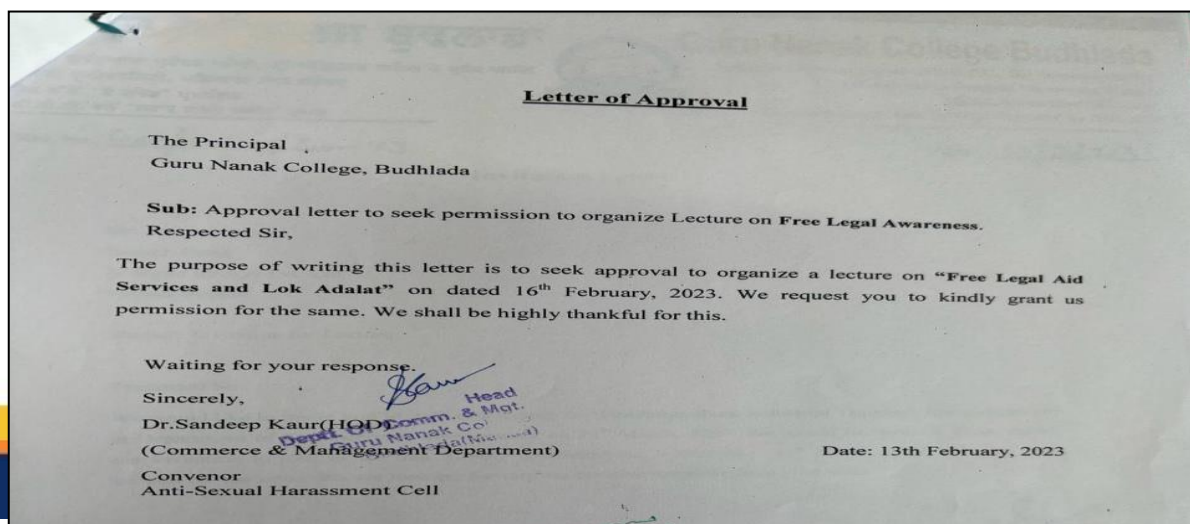 Letter of Approval
The Principal
Guru Nanak College, Budhlada
Sub: Approval letter to seek permission to organize Lecture on Free Legal Awareness.
Respected Sir,
The purpose of writing this letter is to seek approval to organize a lecture on “Free Legal Aid
Services and Lok Adalat” on dated 16th February, 2023. We request you to kindly grant us
permission for the same. We shall be highly thankful for this.
Waiting for your response.
Sincerely,
Head
Dr.Sandeep Kaur(HOD)
Deptt. Of Comm. & Mgt.
Guru Nanak
(Commerce & Management Department)
Date: 13th February, 2023
Convenor
Anti-Sexual Harassment Cell